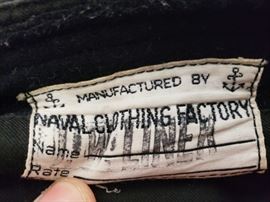 MANUFACTURED BY
NAVAL CLOTHING FACTORY
Name
Rate